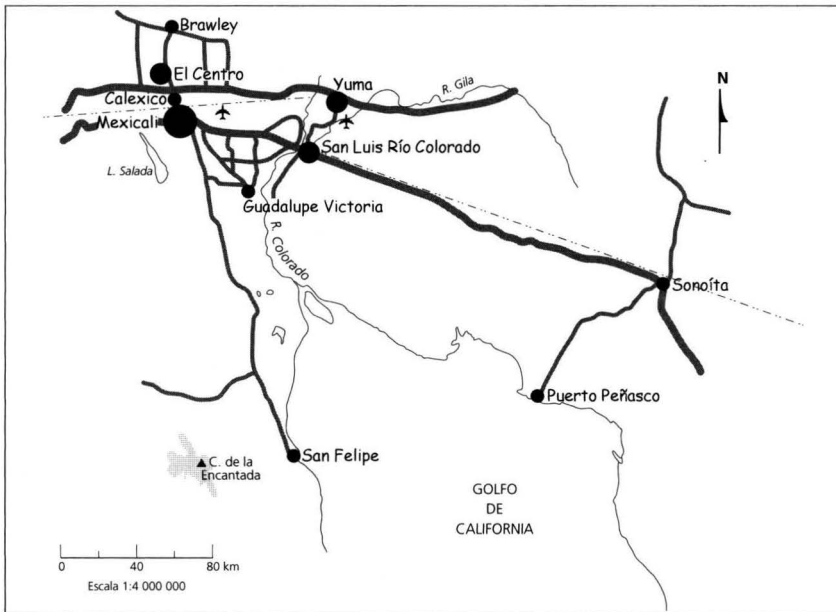 Brawley
El Centro
Calexico
Mexicali
Yuma
R. Gila
N
San Luis Río Colorado
L. Salada
Guadalupe Victoria
R. Colorado
Sonoíta
Puerto Peñasco
San Felipe
C. de la
Encantada
GOLFO
DE
CALIFORNIA
0 40 80 km
Escala 1:4 000 000